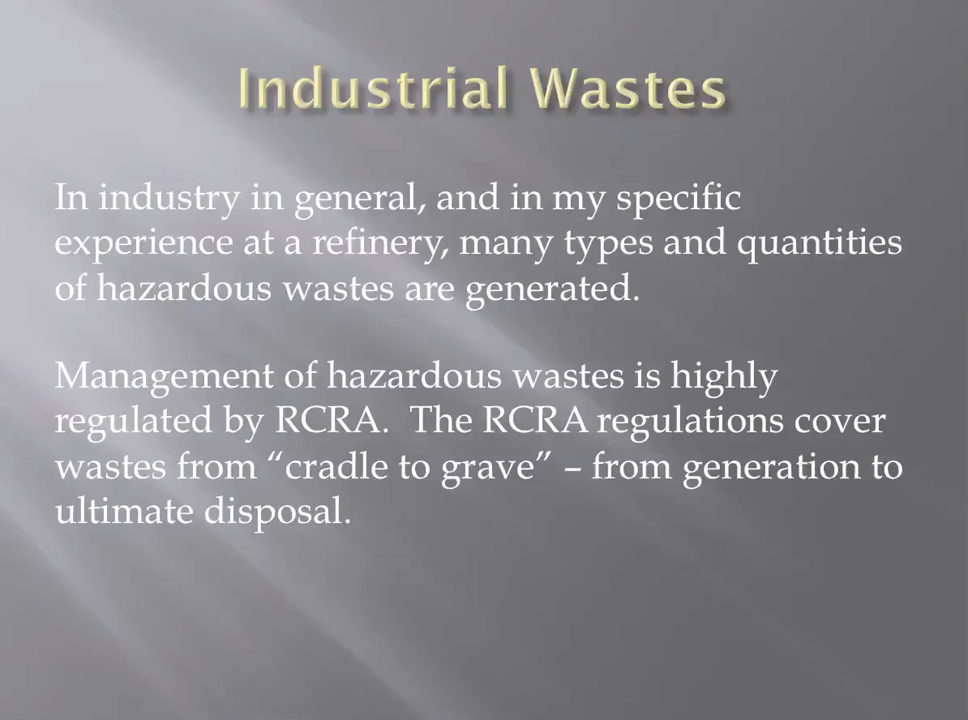 Industrial Wastes
In industry in general, and in my specific
experience at a refinery, many types and quantities
of hazardous wastes are generated.
Management of hazardous wastes is highly
regulated by RCRA.  The RCRA regulations cover
wastes from “cradle to grave” – from generation to
ultimate disposal.